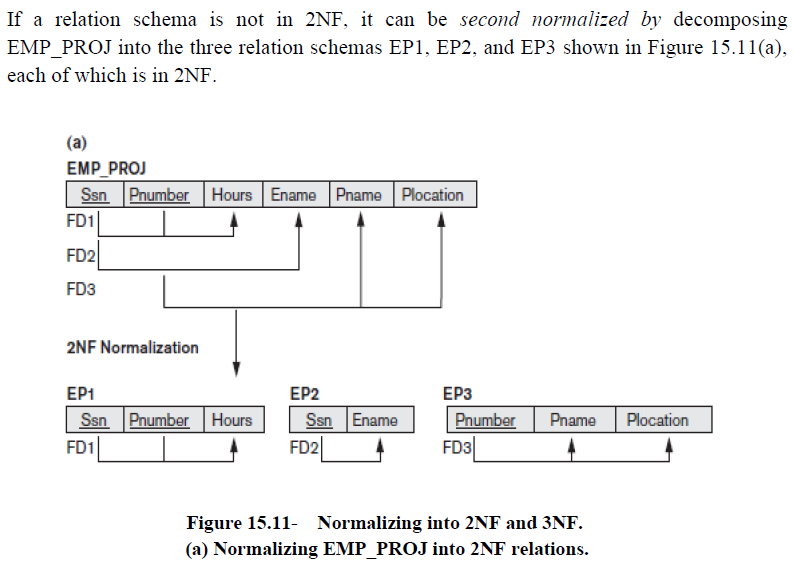 If a relation schema is not in 2NF, it can be second normalized by decomposing
EMP_PROJ into the three relation schemas EP1, EP2, and EP3 shown in Figure 15.11(a),
each of which is in 2NF.
(a)
EMP_PROJ
Ssn Pnumber Hours Ename Pname Plocation
FD1
FD2
FD3
2NF Normalization
EP1 EP2 EP3
Ssn Pnumber Hours Ssn Ename Pnumber Pname Plocation
FD1 FD2 FD3
Figure 15.11- Normalizing into 2NF and 3NF.
(a) Normalizing EMP_PROJ into 2NF relations.